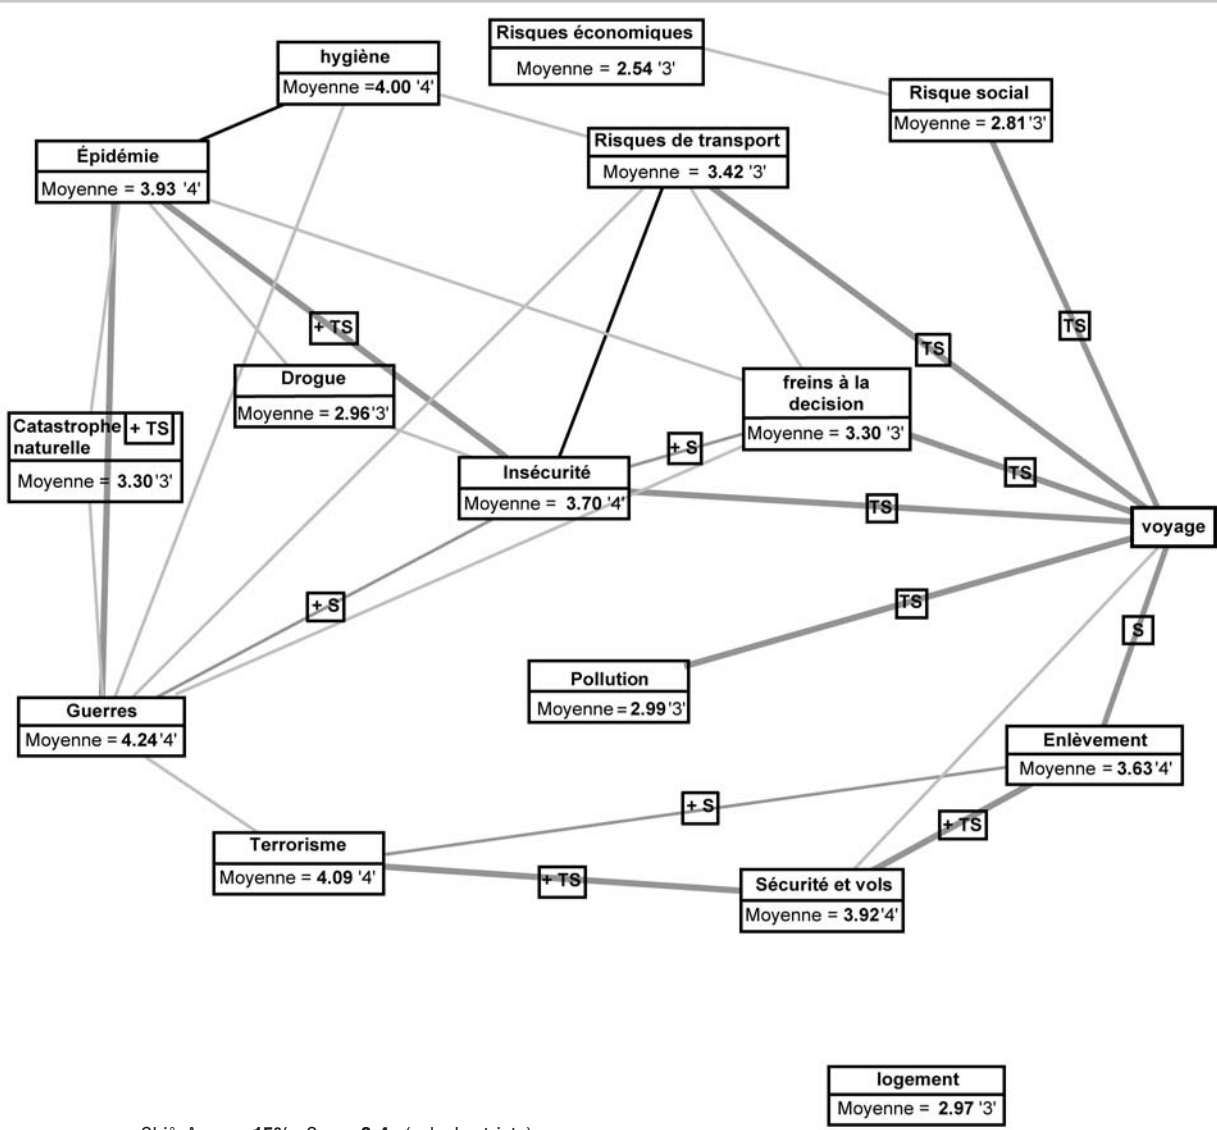 Risques économiques
Moyenne = 2.54 '3'
hygiène
Moyenne =4.00 '4'
Risque social
Moyenne = 2.81 '3'
Risques de transport
Moyenne = 3.42 '3'
Épidémie
Moyenne = 3.93 '4'
+ TS
TS
TS
Drogue
Moyenne = 2.96 '3'
freins à la
decision
Moyenne = 3.30 '3'
Catastrophe + TS
naturelle
Moyenne = 3.30 '3'
+ S
Insécurité
Moyenne = 3.70 '4'
TS
TS
voyage
+ S
TS
S
Pollution
Moyenne = 2.99 '3'
Guerres
Moyenne = 4.24 '4'
Enlèvement
Moyenne = 3.63 '4'
+ S
+ TS
Terrorisme
Moyenne = 4.09 '4'
+ TS
Sécurité et vols
Moyenne = 3.92 '4'
logement
Moyenne = 2.97 '3'